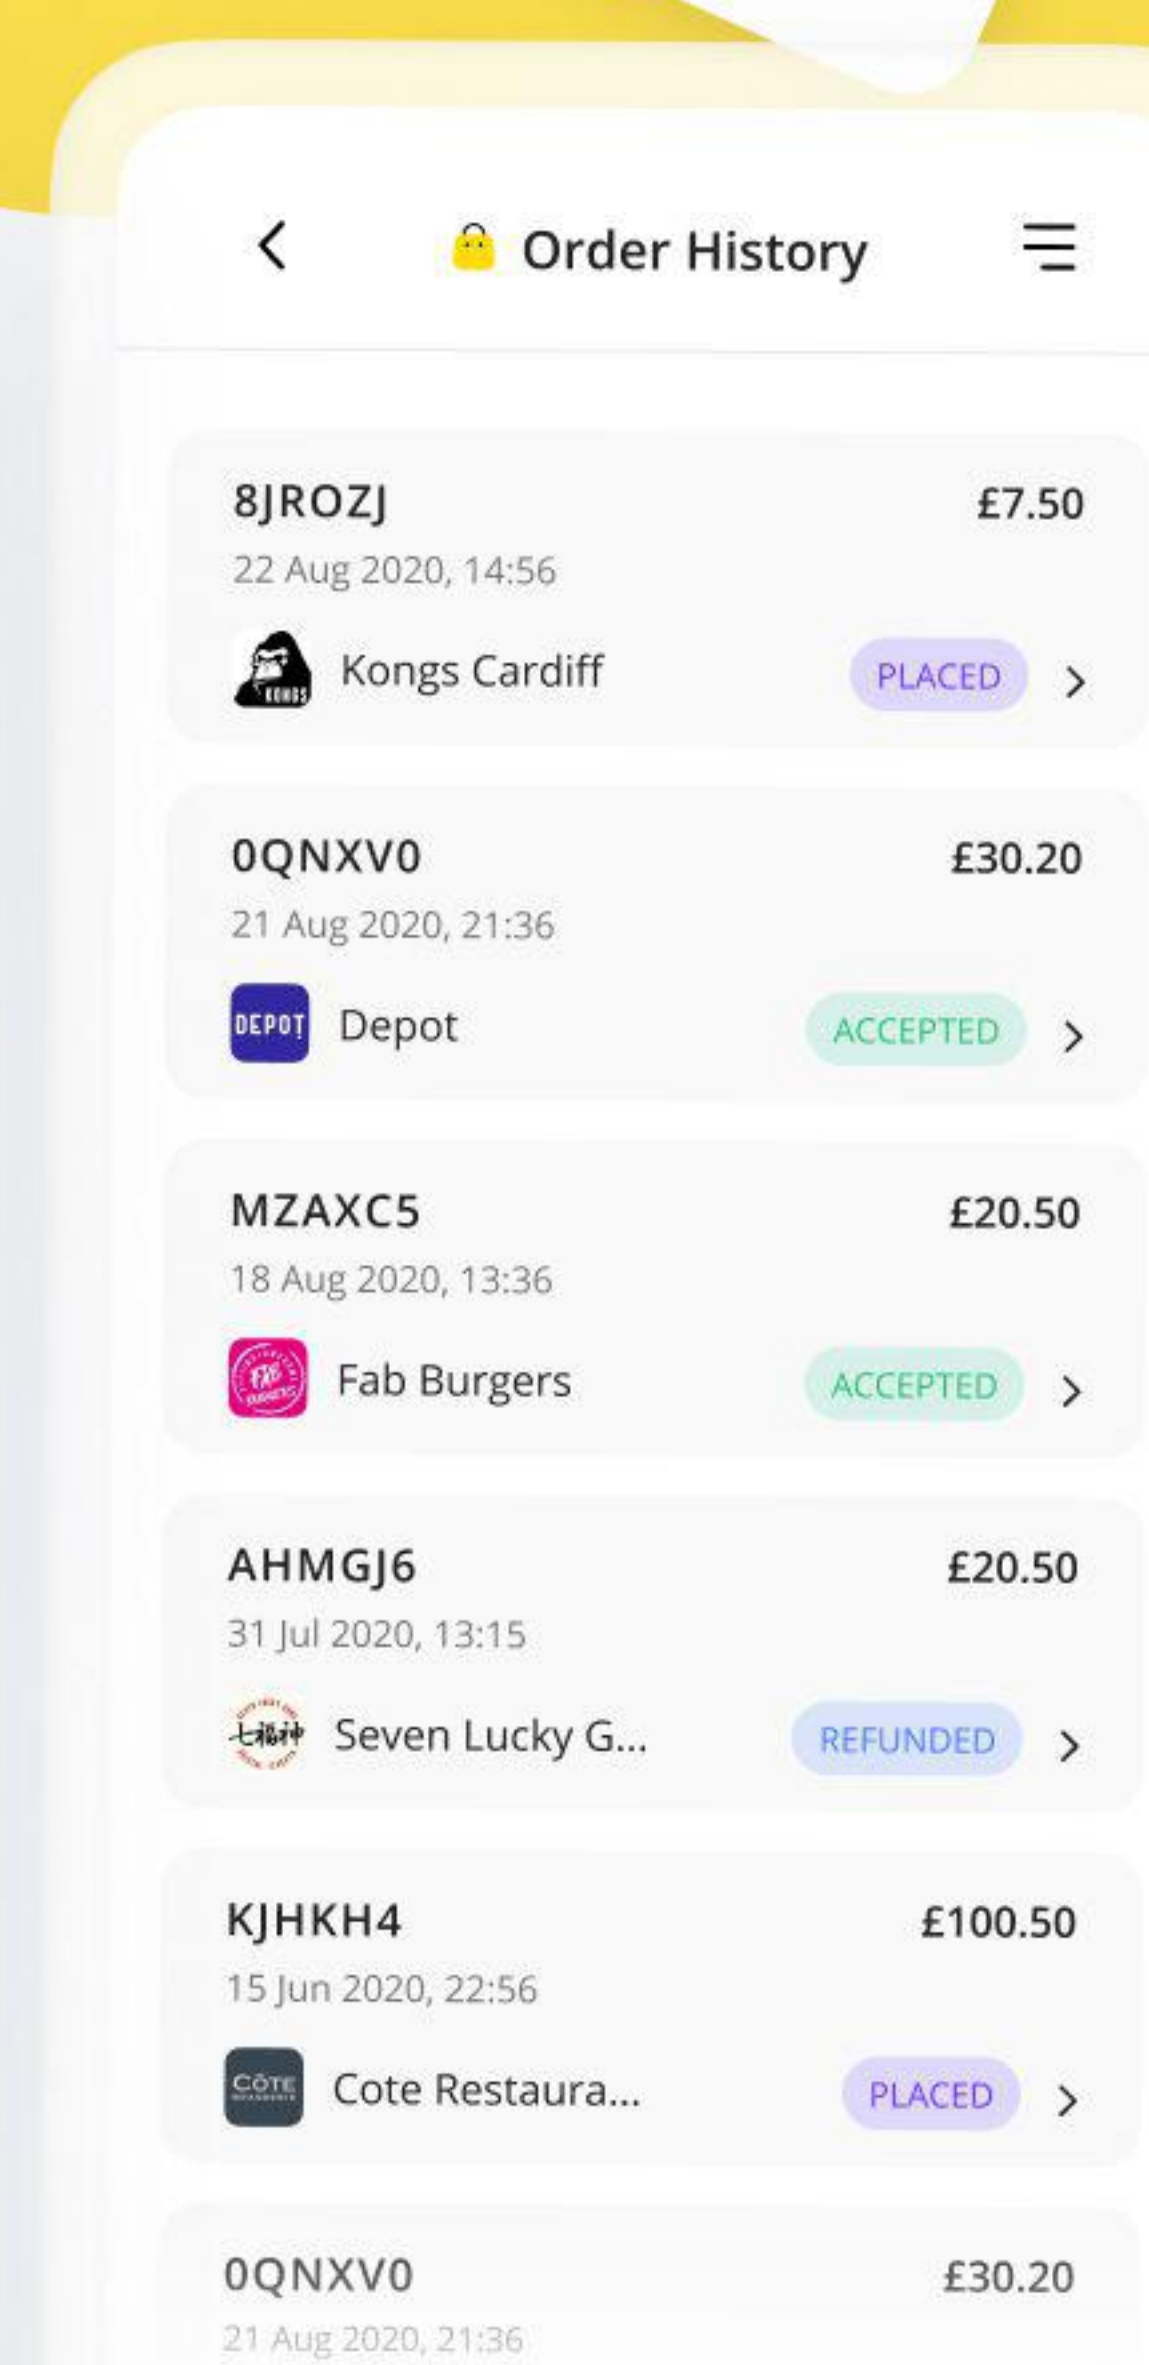 Order History
8JROZJ £7.50
22 Aug 2020, 14:56
KONGS Kongs Cardiff PLACED
0QNXV0 £30.20
21 Aug 2020, 21:36
DEPOT Depot ACCEPTED
MZAXC5 £20.50
18 Aug 2020, 13:36
FAB BURGERS Fab Burgers ACCEPTED
AHMGJ6 £20.50
31 Jul 2020, 13:15
七福神 Seven Lucky G... REFUNDED
KJHKH4 £100.50
15 Jun 2020, 22:56
CÔTE Cote Restaura... PLACED
0QNXV0 £30.20
21 Aug 2020, 21:36